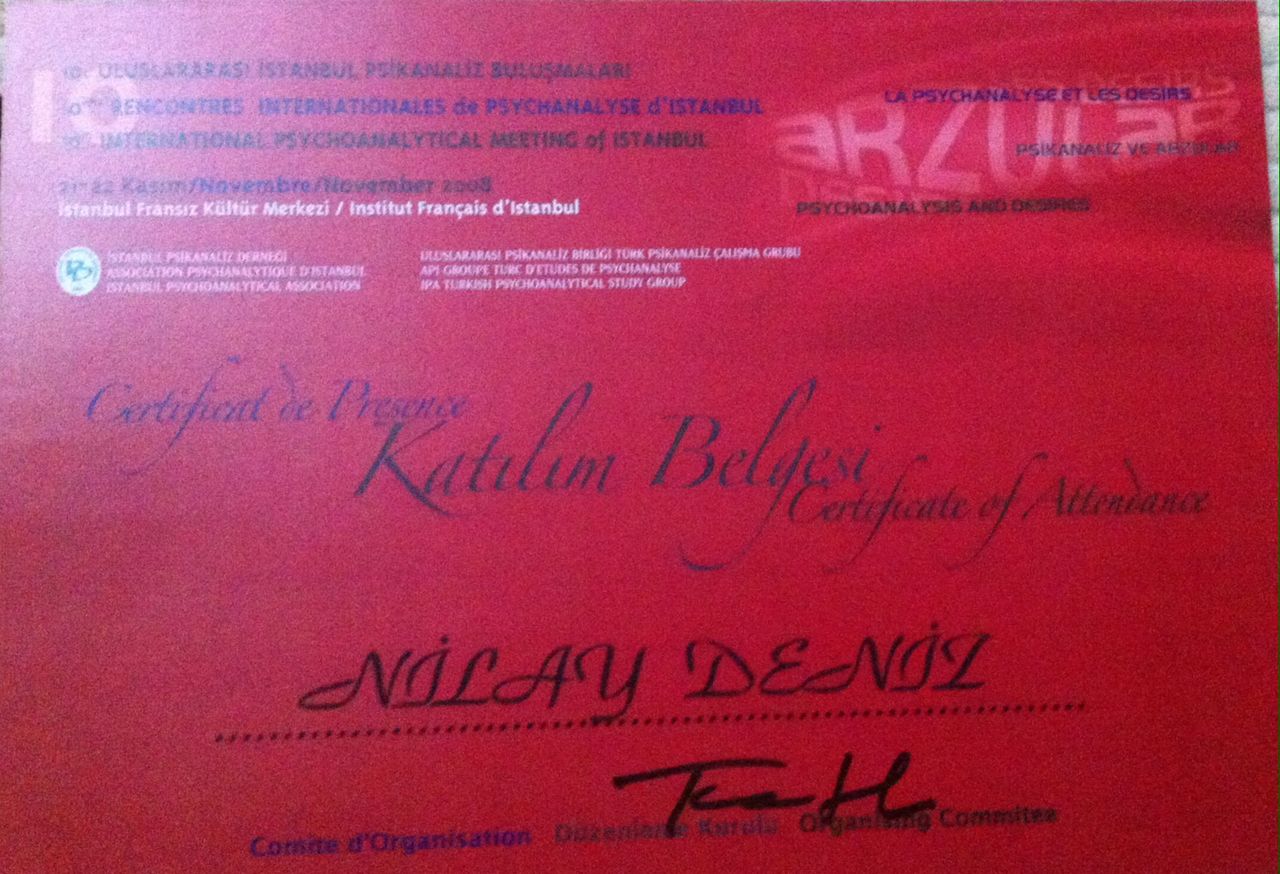 10. ULUSLARARASI İSTANBUL PSİKANALİZ BULUŞMALARI
RENCONTRES INTERNATIONALES de PSYCHANALYSE d'ISTANBUL
INTERNATIONAL PSYCHOANALYTICAL MEETING of ISTANBUL
21-22 Kasım/Novembre/November 2008
İstanbul Fransız Kültür Merkezi / Institut Français d'Istanbul
LES DESIRS
LA PSYCHANALYSE ET LES DESIRS
aRZULaR
PSİKANALİZ VE ARZULAR
PSYCHOANALYSIS AND DESIRES
İSTANBUL PSİKANALİZ DERNEĞİ
ASSOCIATION PSYCHANALYTIQUE D'ISTANBUL
ISTANBUL PSYCHOANALYTICAL ASSOCIATION
ULUSLARARASI PSİKANALİZ BİRLİĞİ TÜRK PSİKANALİZ ÇALIŞMA GRUBU
API GROUPE TURC D'ETUDES DE PSYCHANALYSE
IPA TURKISH PSYCHOANALYTICAL STUDY GROUP
Certificat de Presence
Katılım Belgesi
Certificate of Attendance
NİLAY DENİZ
Comite d'Organisation Düzenleme Kurulu Organising Commitee